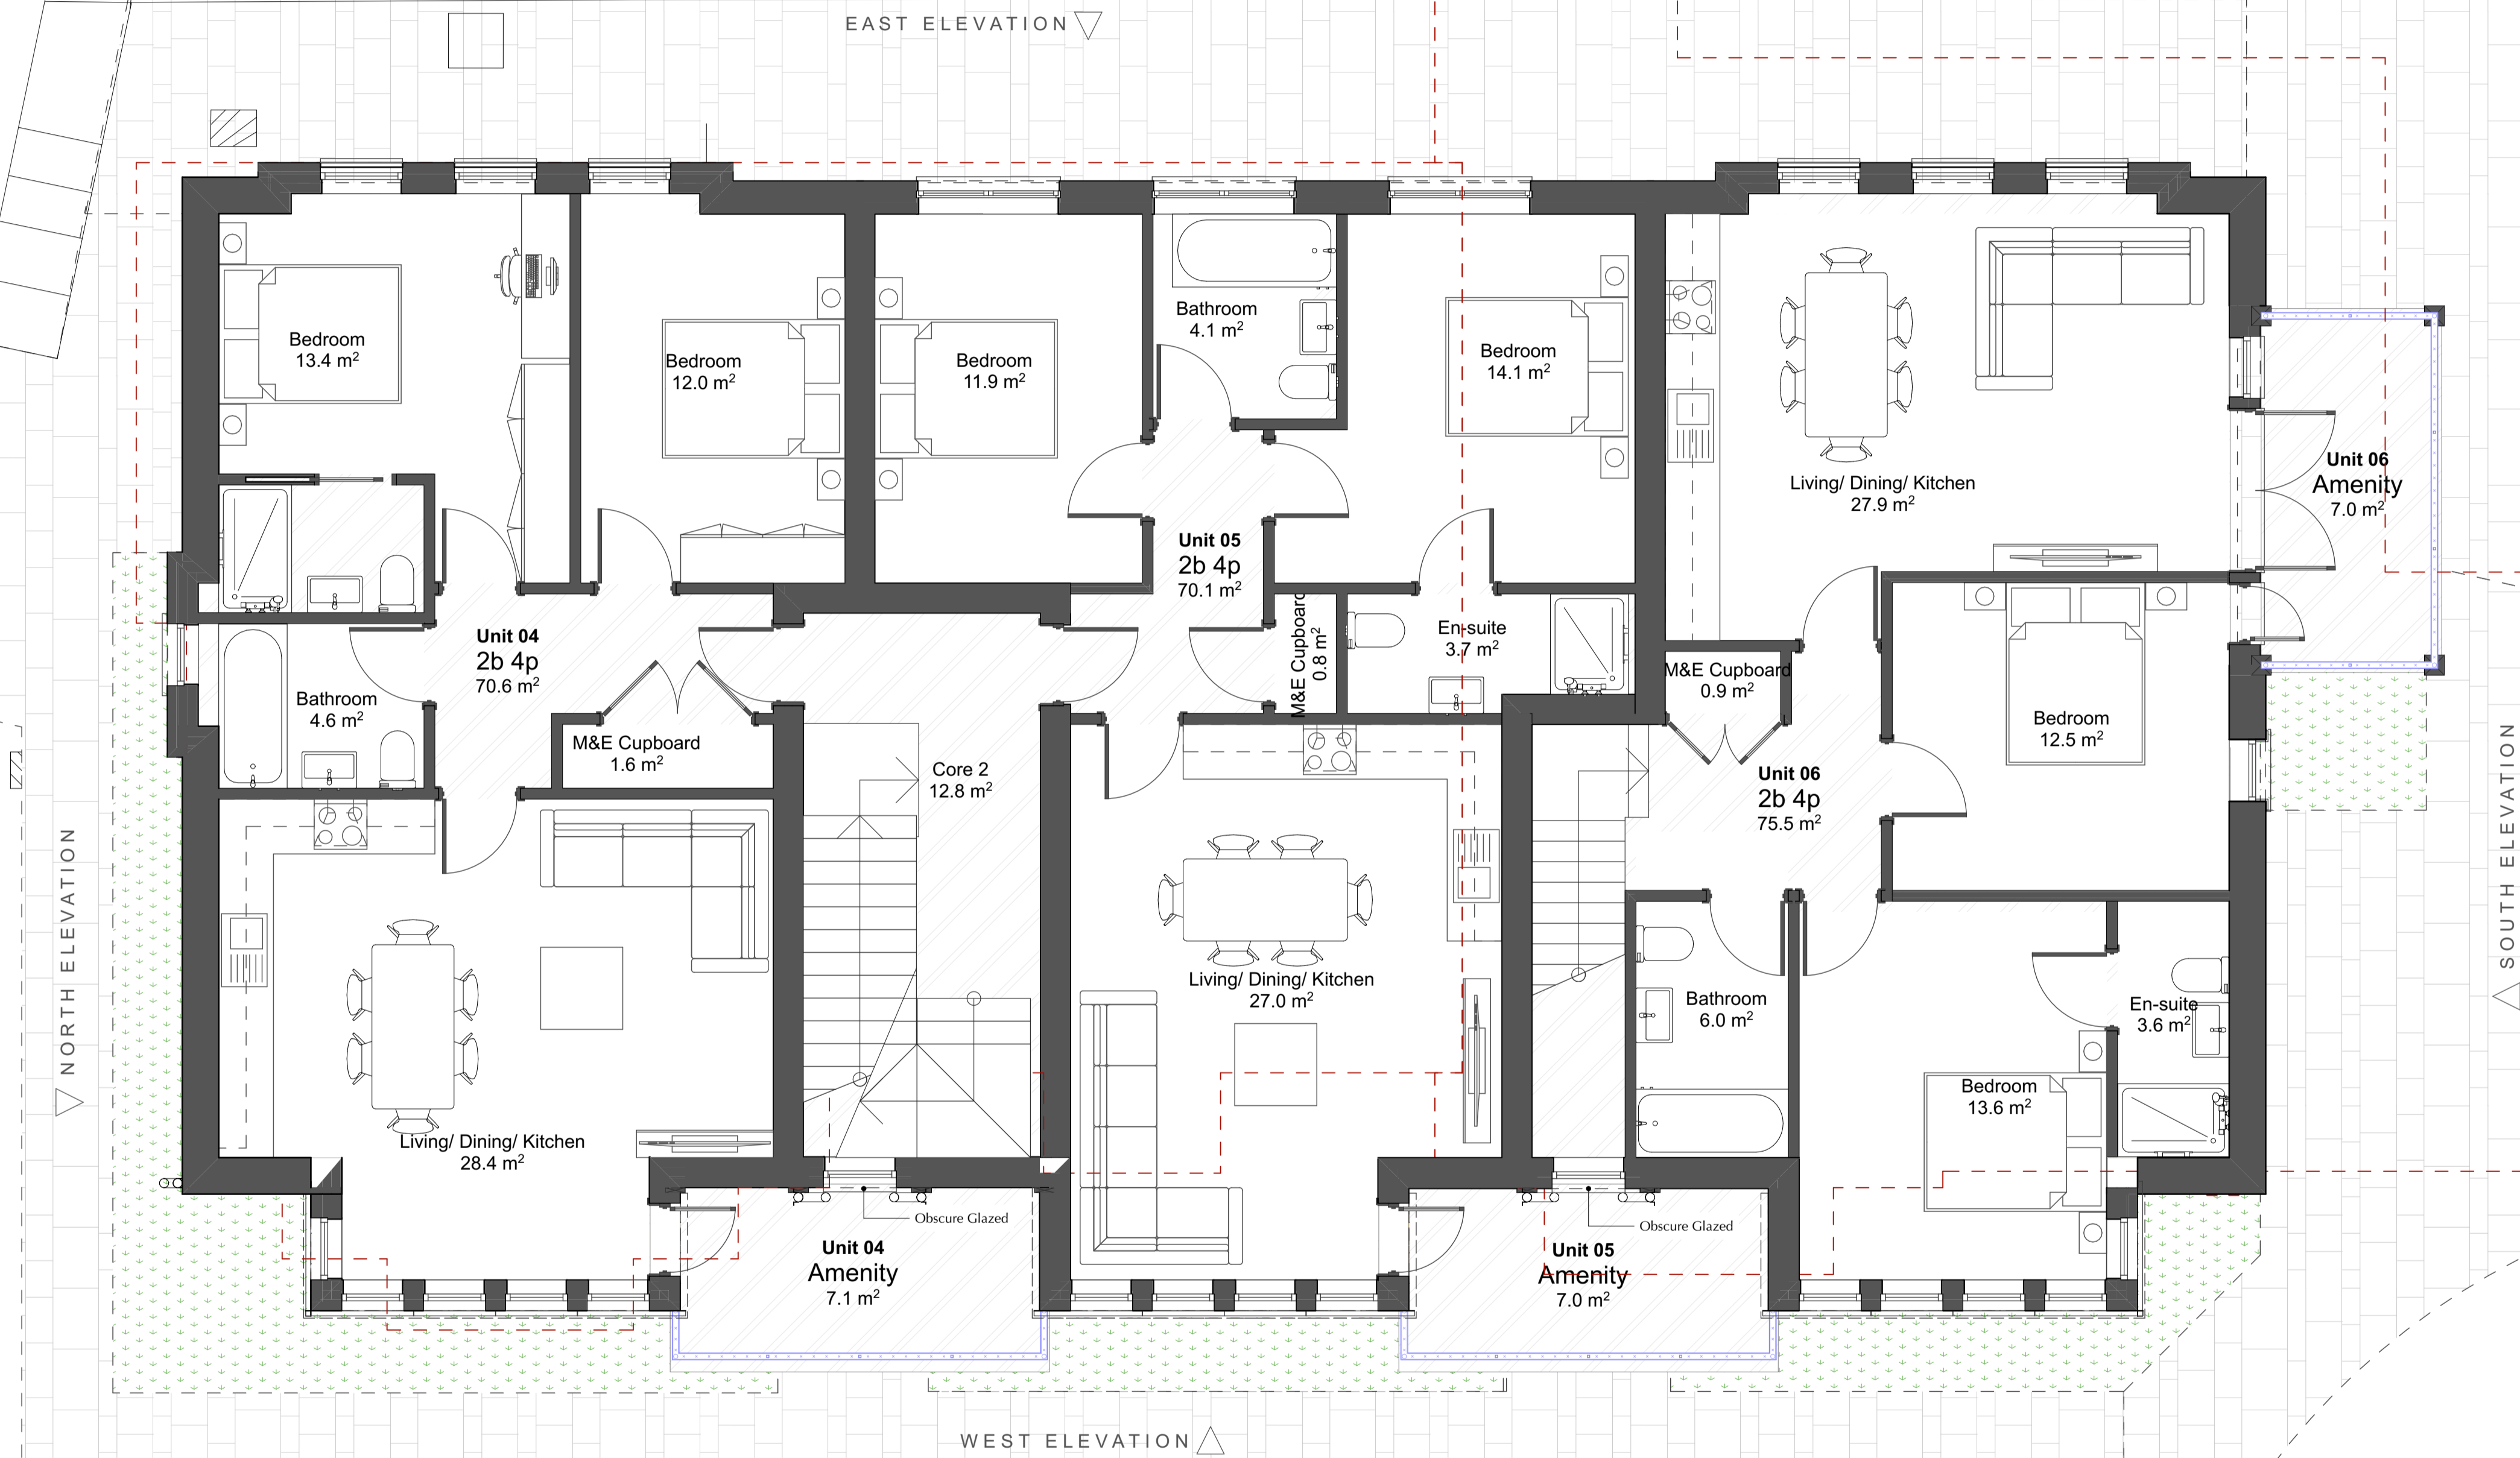 EAST ELEVATION
Bedroom
13.4 m²
Bedroom
12.0 m²
Bedroom
11.9 m²
Bathroom
4.1 m²
Bedroom
14.1 m²
Living/ Dining/ Kitchen
27.9 m²
Unit 06
Amenity
7.0 m²
Unit 05
2b 4p
70.1 m²
Unit 04
2b 4p
70.6 m²
M&E Cupboard
0.8 m²
En-suite
3.7 m²
M&E Cupboard
0.9 m²
Bathroom
4.6 m²
M&E Cupboard
1.6 m²
Core 2
12.8 m²
Unit 06
2b 4p
75.5 m²
Bedroom
12.5 m²
NORTH ELEVATION
SOUTH ELEVATION
Living/ Dining/ Kitchen
27.0 m²
Bathroom
6.0 m²
En-suite
3.6 m²
Bedroom
13.6 m²
Living/ Dining/ Kitchen
28.4 m²
Obscure Glazed
Obscure Glazed
Unit 04
Amenity
7.1 m²
Unit 05
Amenity
7.0 m²
WEST ELEVATION